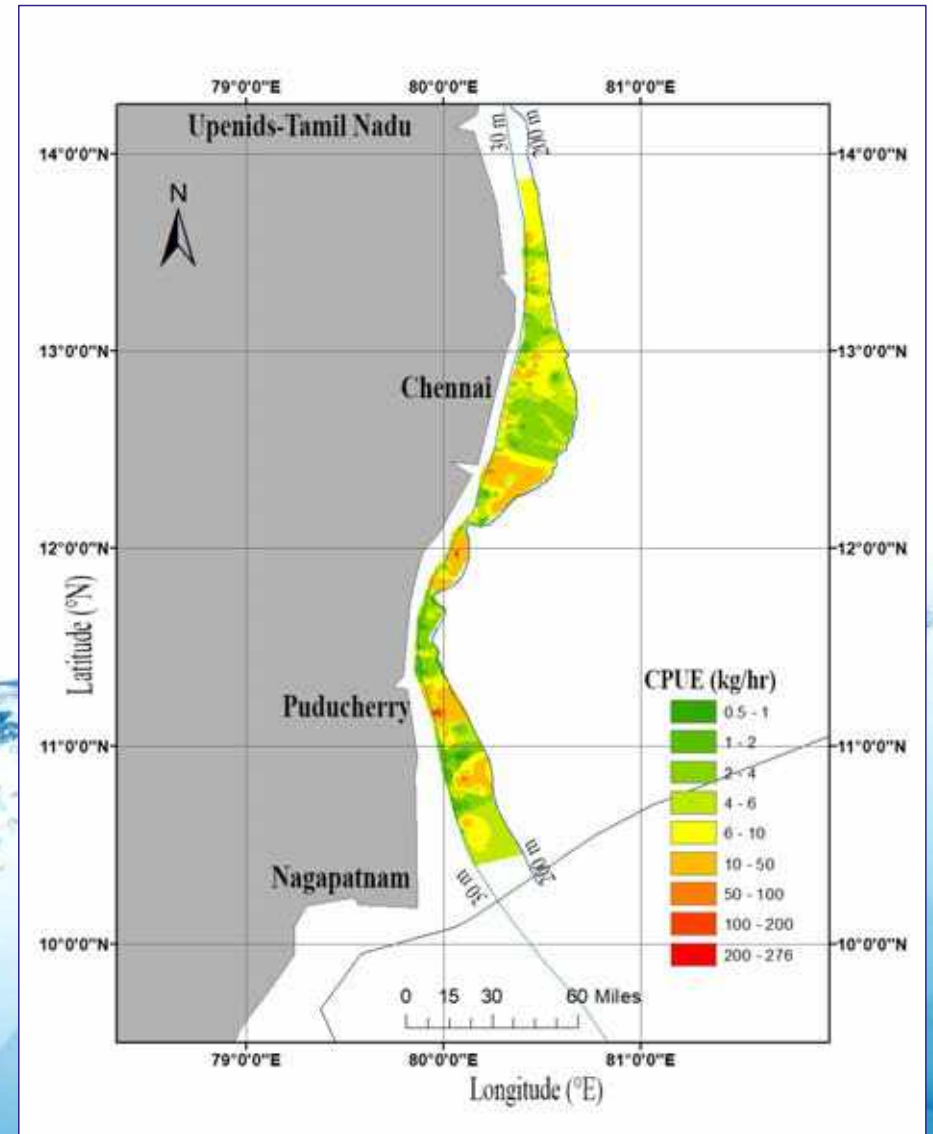 79°0'0"E 80°0'0"E 81°0'0"E
Upenids-Tamil Nadu
30 m
200 m
14°0'0"N 14°0'0"N
N
13°0'0"N 13°0'0"N
Chennai
12°0'0"N 12°0'0"N
Latitude (°N)
CPUE (kg/hr)
0.5 - 1
Puducherry
1 - 2
11°0'0"N 11°0'0"N
2 - 4
4 - 6
6 - 10
200 m
10 - 50
Nagapatnam
30 m
50 - 100
100 - 200
10°0'0"N 10°0'0"N
200 - 276
0 15 30 60 Miles
79°0'0"E 80°0'0"E 81°0'0"E
Longitude (°E)